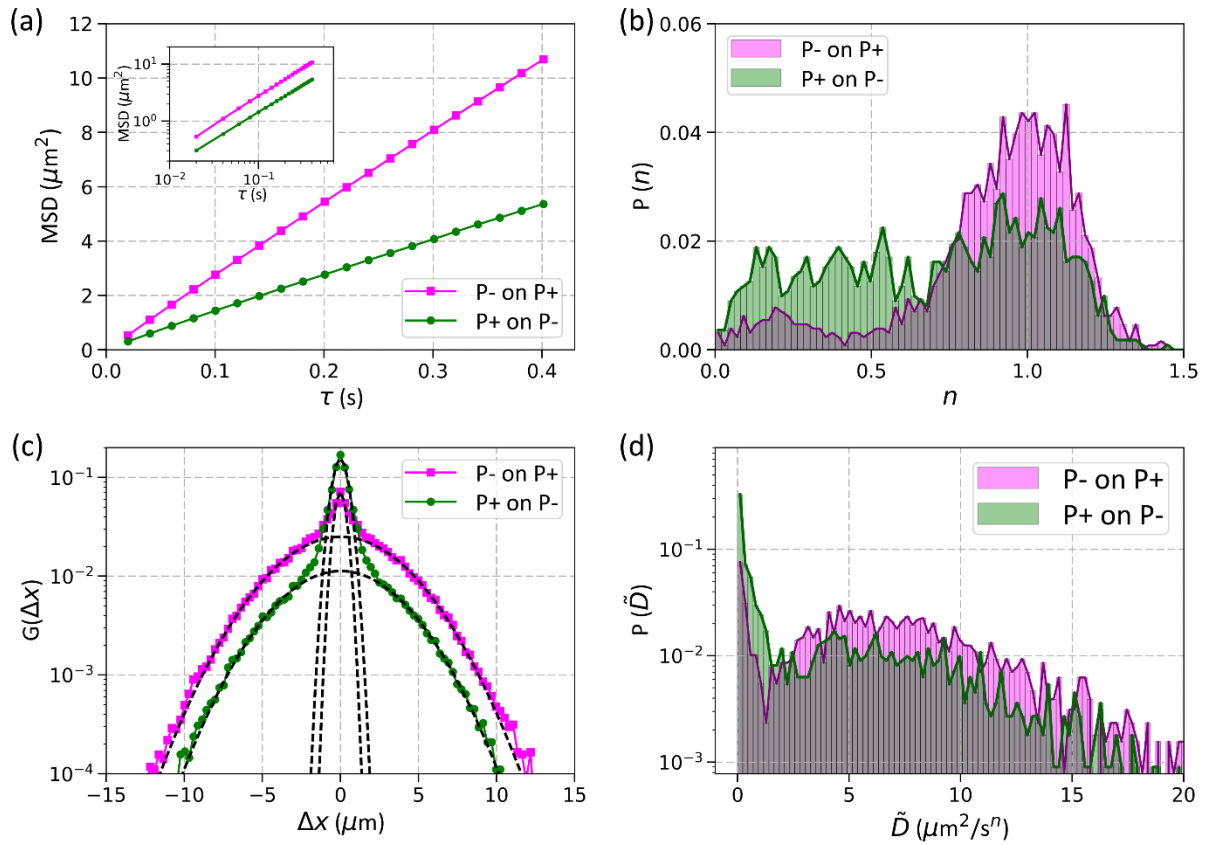 (a)
12
10
8
6
4
2
0
MSD (μm²)
10¹
10⁰
MSD (μm²)
10⁻²
10⁻¹
τ (s)
P- on P+
P+ on P-
0.0
0.1
0.2
0.3
0.4
τ (s)
(b)
0.06
0.04
0.02
0.00
P (n)
P- on P+
P+ on P-
0.0
0.5
1.0
1.5
n
(c)
10⁻¹
10⁻²
10⁻³
10⁻⁴
G(Δx)
P- on P+
P+ on P-
−15
−10
−5
0
5
10
15
Δx (μm)
(d)
10⁻¹
10⁻²
10⁻³
P (D̃)
P- on P+
P+ on P-
0
5
10
15
20
D̃ (μm²/sⁿ)